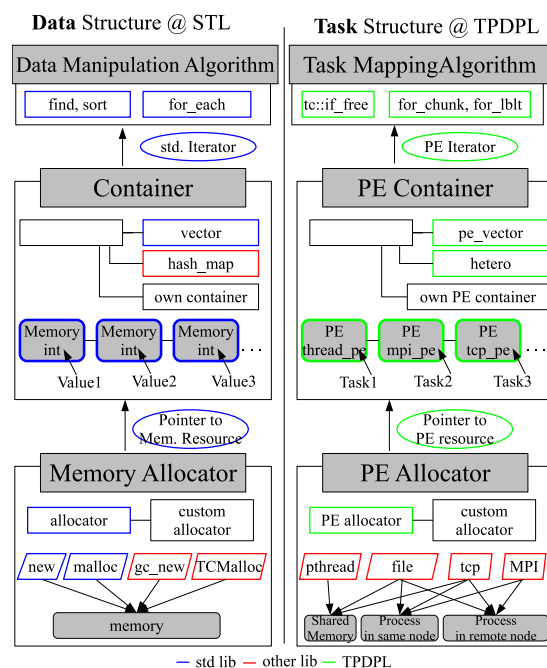 Data Structure @ STL
Data Manipulation Algorithm
find, sort
for_each
std. Iterator
Container
vector
hash_map
own container
Memory
int
Memory
int
Memory
int
. . .
Value1
Value2
Value3
Pointer to
Mem. Resource
Memory Allocator
allocator
custom
allocator
new
malloc
gc_new
TCMalloc
memory
Task Structure @ TPDPL
Task MappingAlgorithm
tc::if_free
for_chunk, for_lblt
PE Iterator
PE Container
pe_vector
hetero
own PE container
PE
thread_pe
PE
mpi_pe
PE
tcp_pe
. . .
Task1
Task2
Task3
Pointer to
PE resource
PE Allocator
PE allocator
custom
allocator
pthread
file
tcp
MPI
Shared
Memory
Process
in same node
Process
in remote node
std lib
other lib
TPDPL